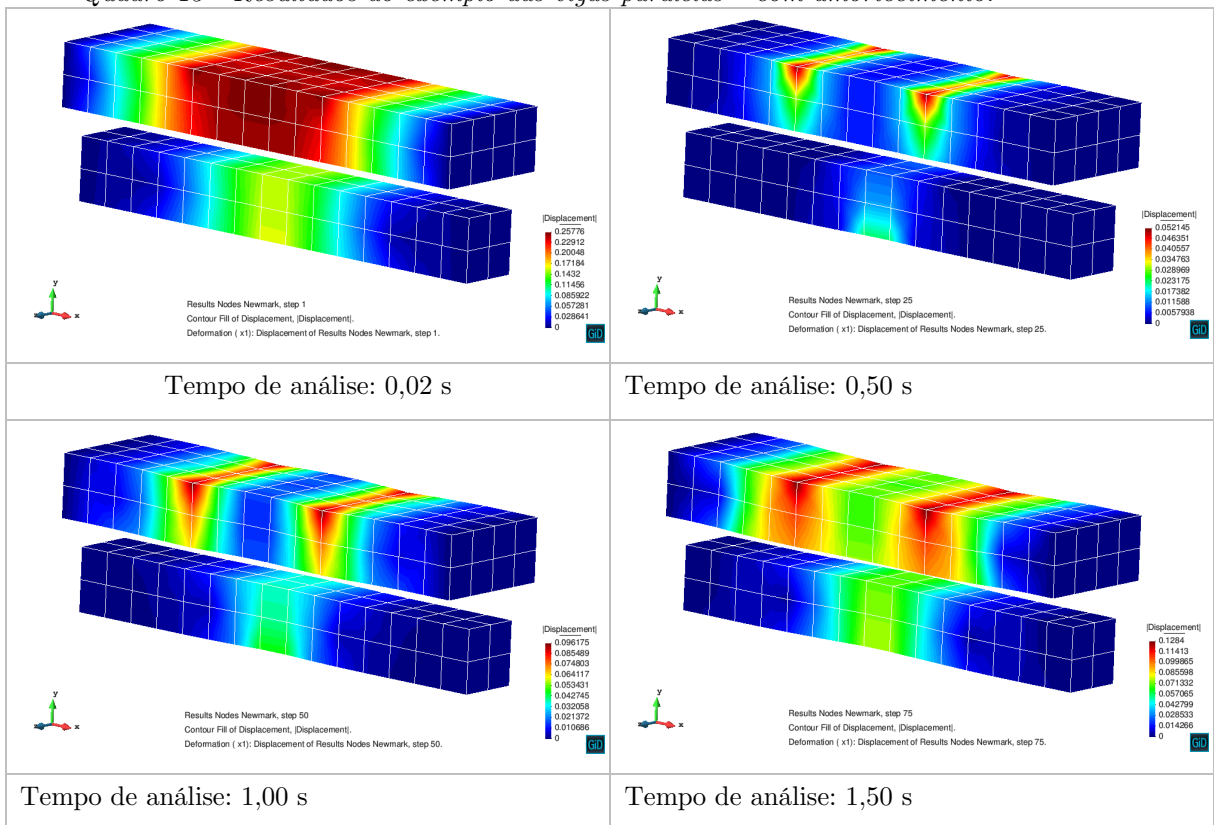 |Displacement|
0.25776
0.22912
0.20048
0.17184
0.1432
0.11456
0.085922
0.057281
0.028641
0
y
x
Results Nodes Newmark, step 1
Contour Fill of Displacement, |Displacement|.
Deformation ( x1): Displacement of Results Nodes Newmark, step 1.
GiD
|Displacement|
0.052145
0.046351
0.040557
0.034763
0.028969
0.023175
0.017382
0.011588
0.0057938
0
y
x
Results Nodes Newmark, step 25
Contour Fill of Displacement, |Displacement|.
Deformation ( x1): Displacement of Results Nodes Newmark, step 25.
GiD
Tempo de análise: 0,02 s
Tempo de análise: 0,50 s
|Displacement|
0.096175
0.085489
0.074803
0.064117
0.053431
0.042745
0.032058
0.021372
0.010686
0
y
x
Results Nodes Newmark, step 50
Contour Fill of Displacement, |Displacement|.
Deformation ( x1): Displacement of Results Nodes Newmark, step 50.
GiD
|Displacement|
0.1284
0.11413
0.099865
0.085598
0.071332
0.057065
0.042799
0.028533
0.014266
0
y
x
Results Nodes Newmark, step 75
Contour Fill of Displacement, |Displacement|.
Deformation ( x1): Displacement of Results Nodes Newmark, step 75.
GiD
Tempo de análise: 1,00 s
Tempo de análise: 1,50 s